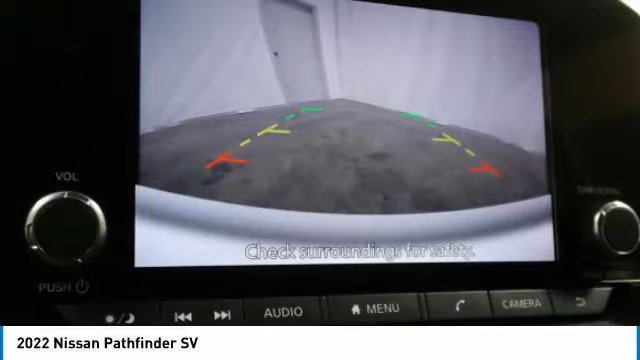 VOL
Check surroundings for safety.
PUSH
AUDIO
MENU
CAMERA
2022 Nissan Pathfinder SV